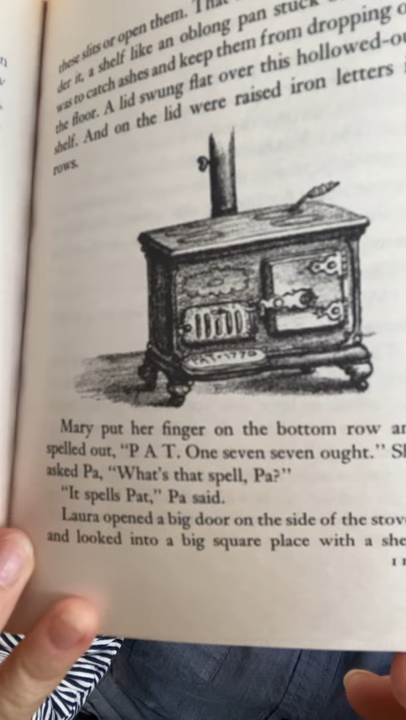 these slits or open them. That
der it, a shelf like an oblong pan stuck
was to catch ashes and keep them from dropping o
the floor. A lid swung flat over this hollowed-ou
shelf. And on the lid were raised iron letters i
rows.
PAT·1770
Mary put her finger on the bottom row an
spelled out, “P A T. One seven seven ought.” Sh
asked Pa, “What’s that spell, Pa?”
“It spells Pat,” Pa said.
Laura opened a big door on the side of the stove
and looked into a big square place with a she